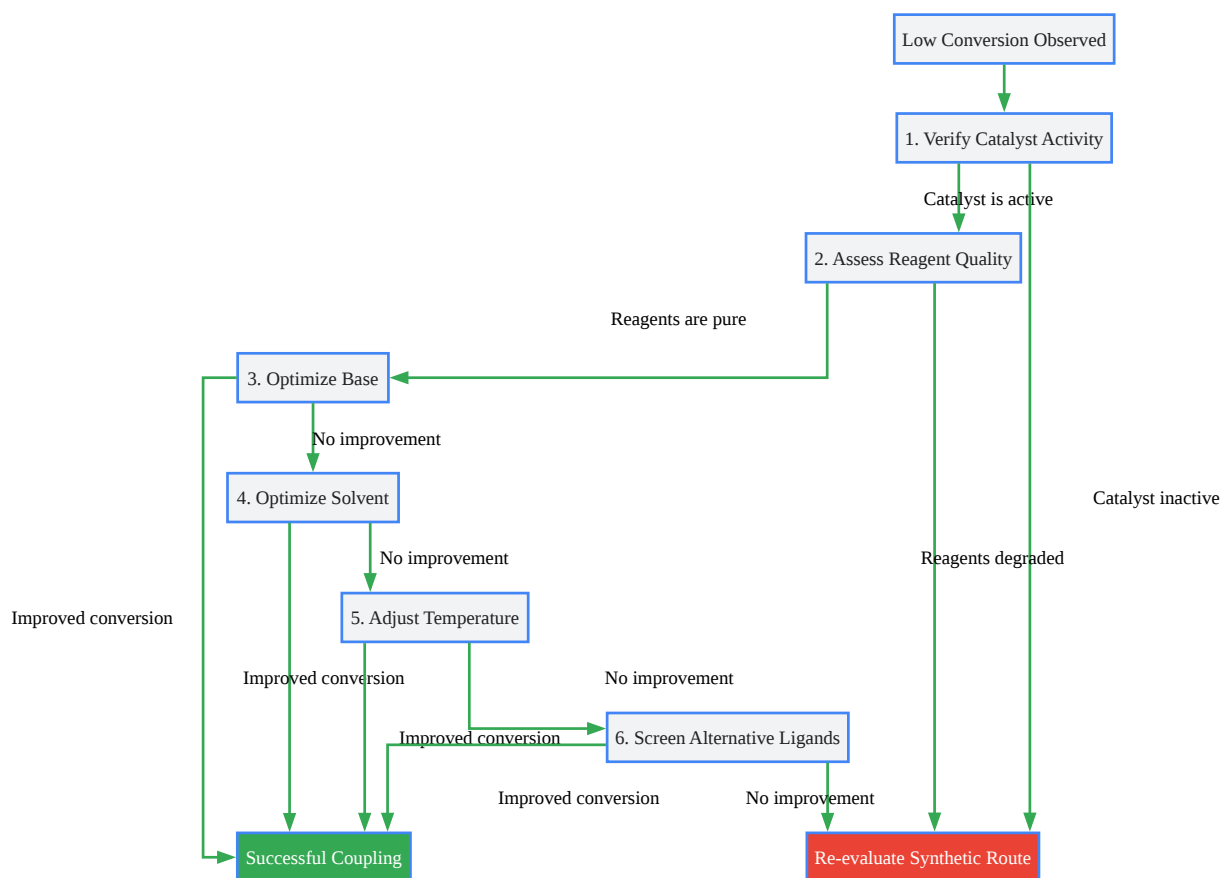 Low Conversion Observed
1. Verify Catalyst Activity
Catalyst is active
2. Assess Reagent Quality
Reagents are pure
3. Optimize Base
No improvement
4. Optimize Solvent
Catalyst inactive
No improvement
Reagents degraded
5. Adjust Temperature
Improved conversion
Improved conversion
No improvement
Improved conversion
6. Screen Alternative Ligands
Improved conversion
No improvement
Successful Coupling
Re-evaluate Synthetic Route